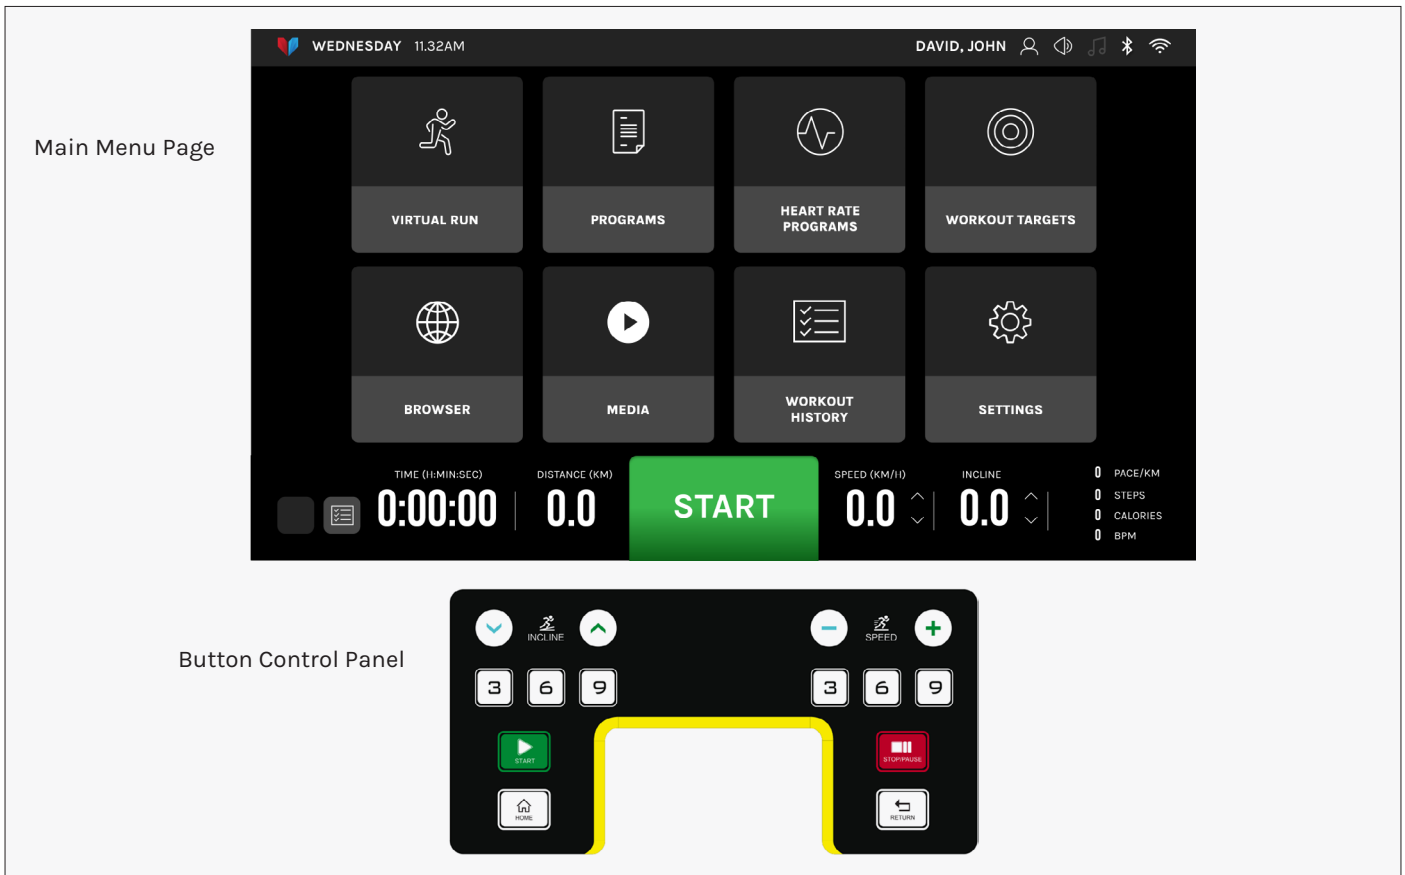 WEDNESDAY 11.32AM
DAVID, JOHN
Main Menu Page
VIRTUAL RUN
PROGRAMS
HEART RATE
PROGRAMS
WORKOUT TARGETS
BROWSER
MEDIA
WORKOUT
HISTORY
SETTINGS
TIME (H:MIN:SEC)
0:00:00
DISTANCE (KM)
0.0
START
SPEED (KM/H)
0.0
INCLINE
0.0
0 PACE/KM
0 STEPS
0 CALORIES
0 BPM
Button Control Panel
INCLINE
SPEED
3 6 9
3 6 9
START
STOP/PAUSE
HOME
RETURN